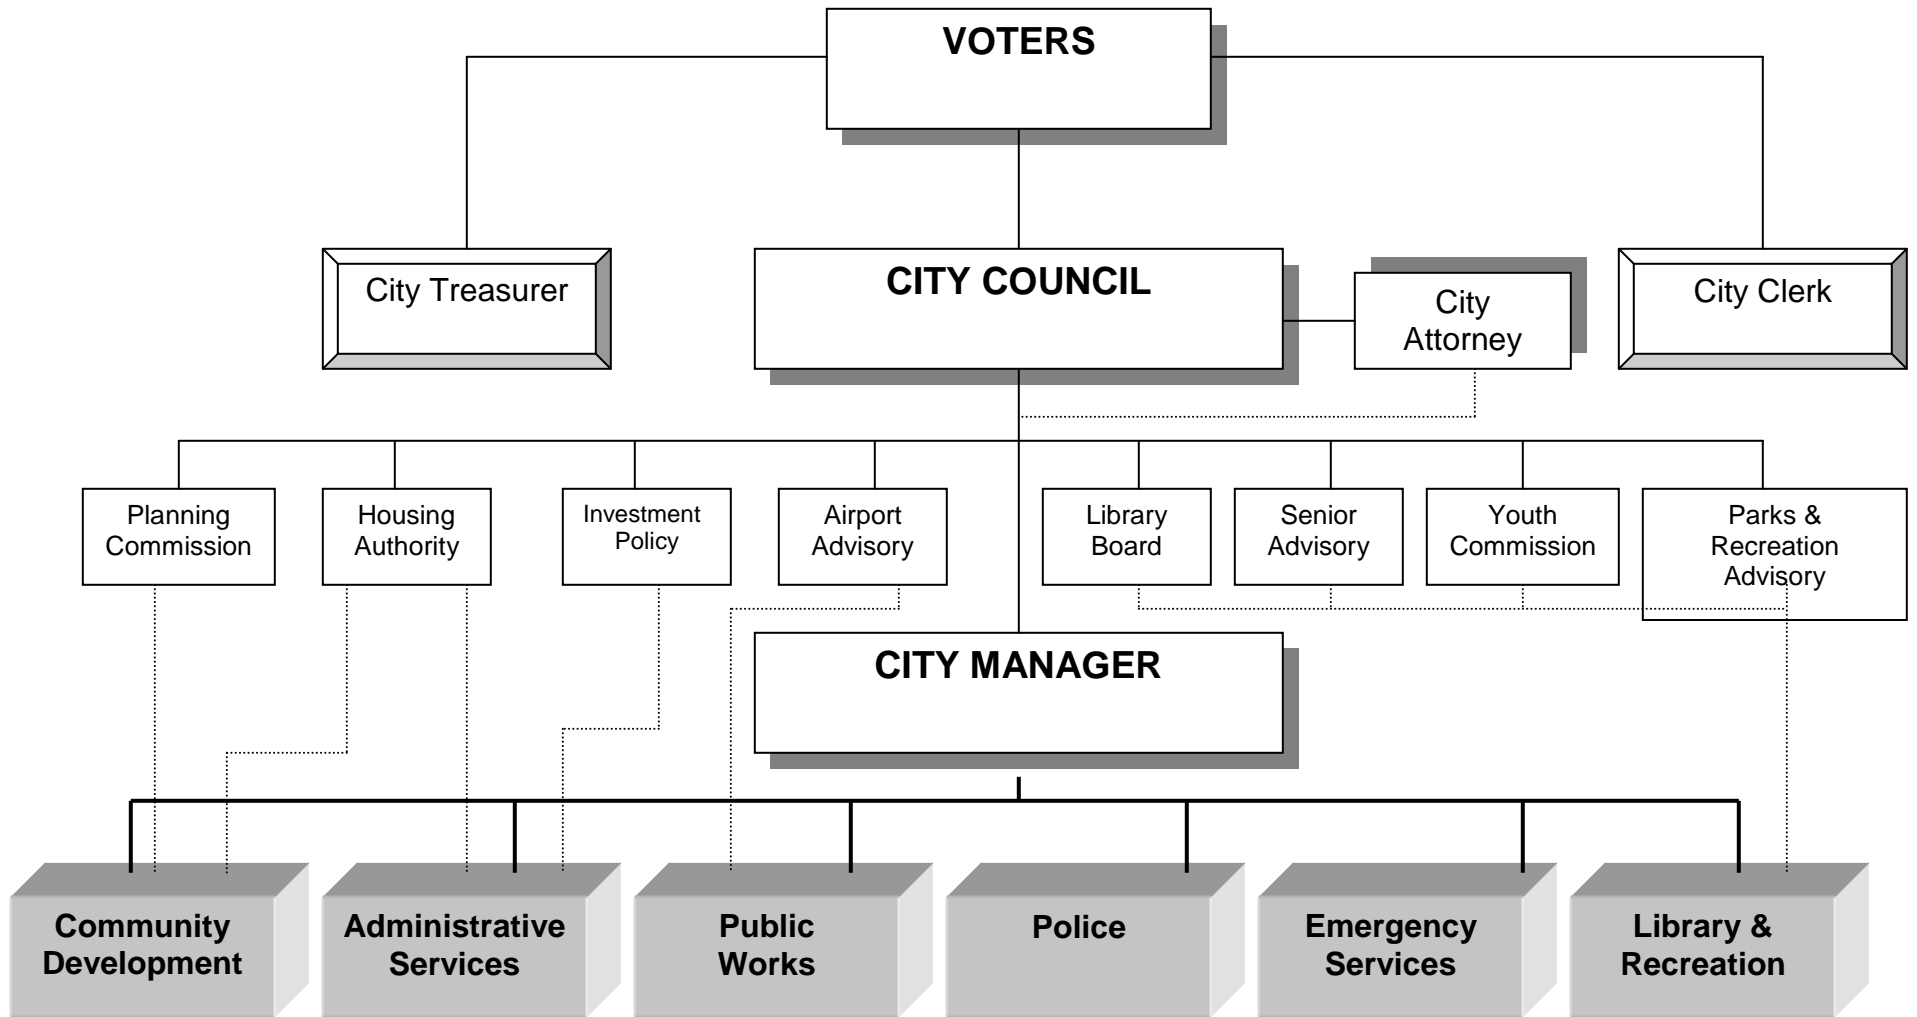 VOTERS
City Treasurer
CITY COUNCIL
City
Attorney
City Clerk
Planning
Commission
Housing
Authority
Investment
Policy
Airport
Advisory
Library
Board
Senior
Advisory
Youth
Commission
Parks &
Recreation
Advisory
CITY MANAGER
Community
Development
Administrative
Services
Public
Works
Police
Emergency
Services
Library &
Recreation